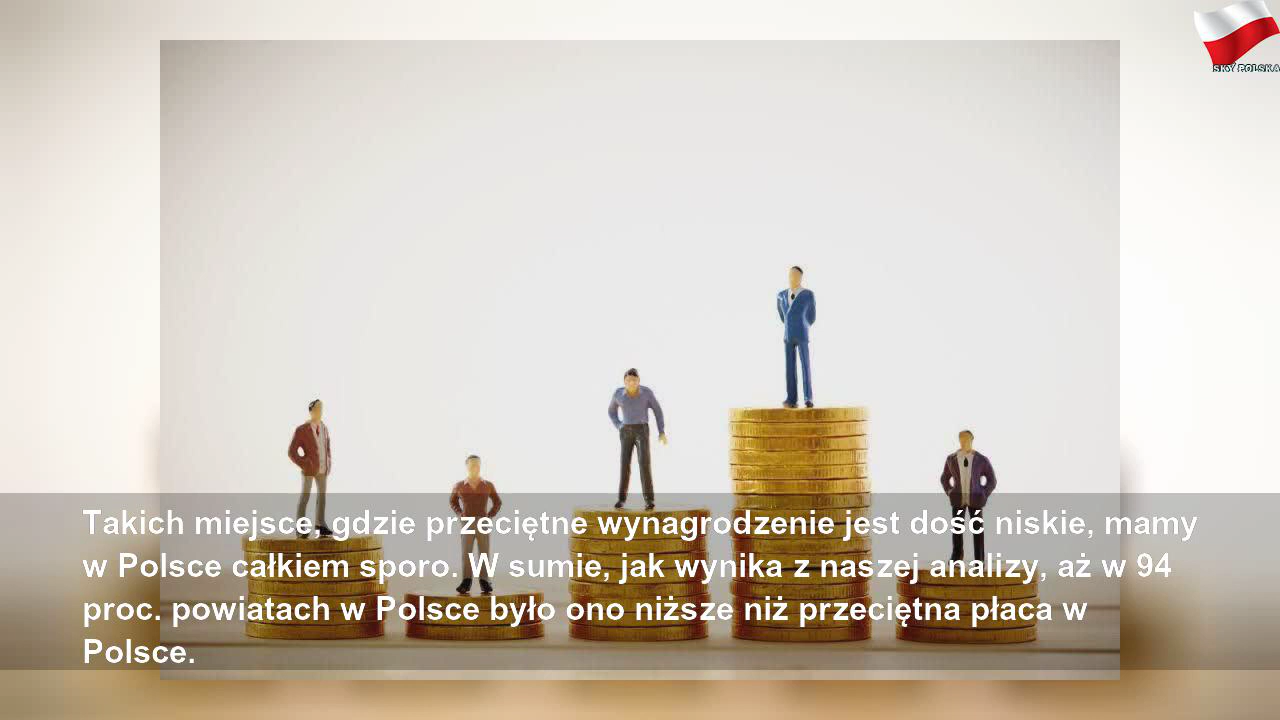 SKY POLSKA
Takich miejsce, gdzie przeciętne wynagrodzenie jest dość niskie, mamy
w Polsce całkiem sporo. W sumie, jak wynika z naszej analizy, aż w 94
proc. powiatach w Polsce było ono niższe niż przeciętna płaca w
Polsce.